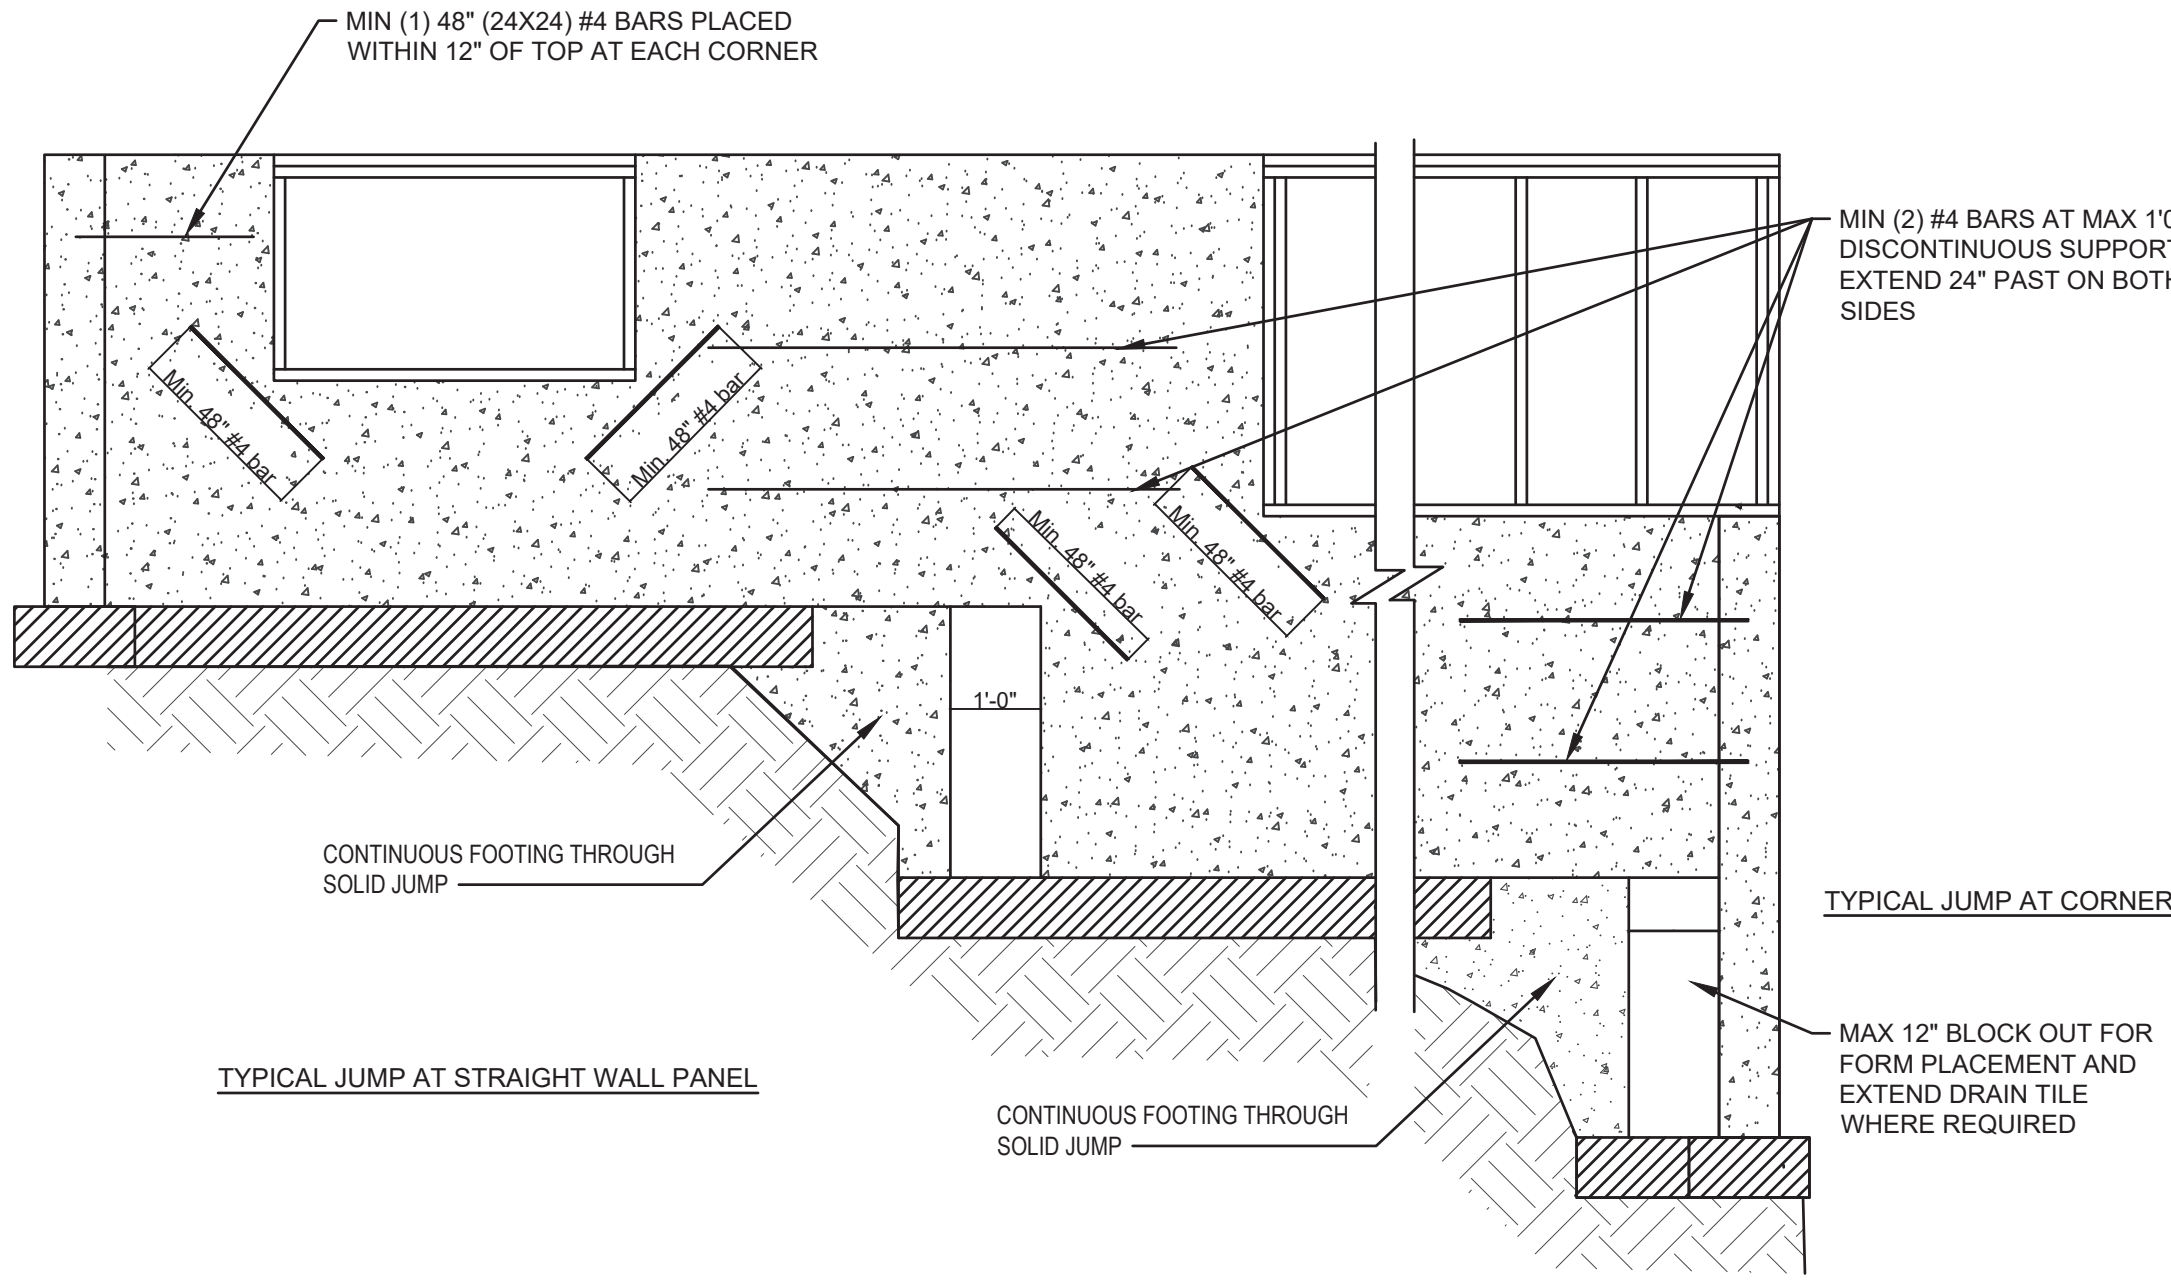 MIN (1) 48" (24X24) #4 BARS PLACED
WITHIN 12" OF TOP AT EACH CORNER
MIN (2) #4 BARS AT MAX 1'0
DISCONTINUOUS SUPPORT
EXTEND 24" PAST ON BOTH
SIDES
Min. 48" #4 bar
Min. 48" #4 bar
Min. 48" #4 bar
Min. 48" #4 bar
1'-0"
CONTINUOUS FOOTING THROUGH
SOLID JUMP
TYPICAL JUMP AT CORNER
TYPICAL JUMP AT STRAIGHT WALL PANEL
MAX 12" BLOCK OUT FOR
FORM PLACEMENT AND
EXTEND DRAIN TILE
WHERE REQUIRED
CONTINUOUS FOOTING THROUGH
SOLID JUMP